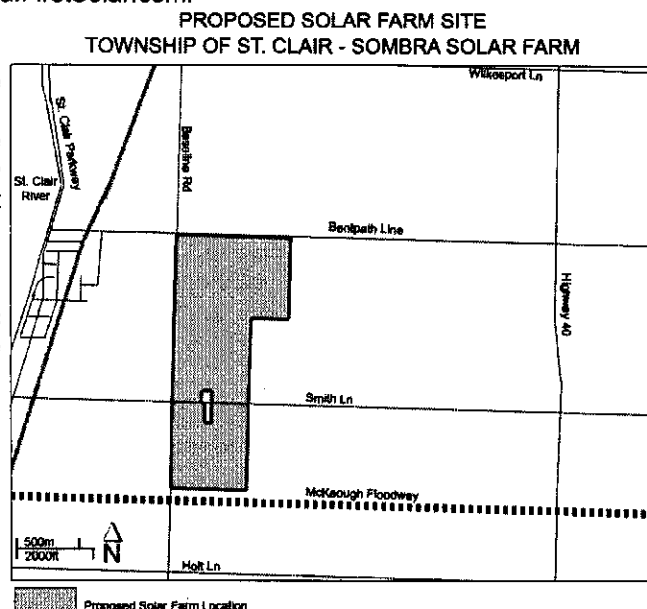 PROPOSED SOLAR FARM SITE
TOWNSHIP OF ST. CLAIR - SOMBRA SOLAR FARM
Wilkesport Ln
St. Clair Parkway
Baseline Rd
St. Clair
River
Bentpath Line
Highway 40
Smith Ln
McKeough Floodway
500m
2000ft
N
Holt Ln
Proposed Solar Farm Location